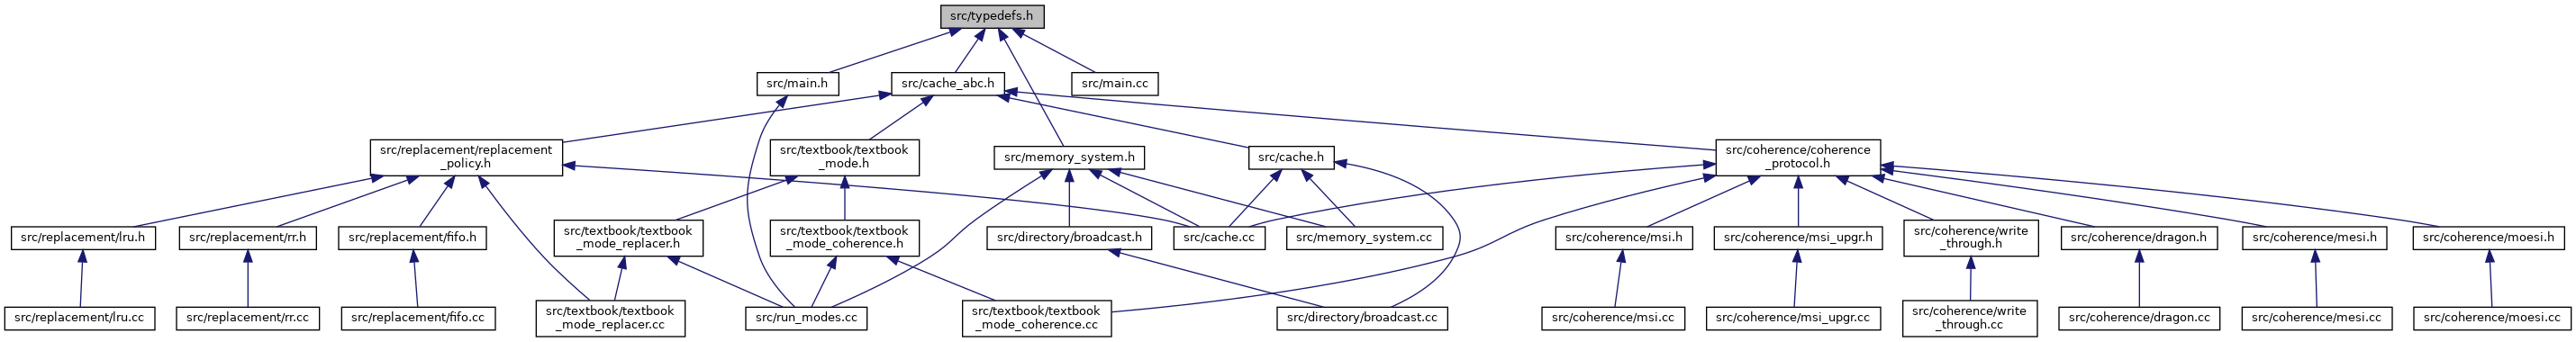 src/typedefs.h
src/main.h
src/cache_abc.h
src/main.cc
src/replacement/replacement
_policy.h
src/textbook/textbook
_mode.h
src/memory_system.h
src/cache.h
src/coherence/coherence
_protocol.h
src/replacement/lru.h
src/replacement/rr.h
src/replacement/fifo.h
src/textbook/textbook
_mode_replacer.h
src/textbook/textbook
_mode_coherence.h
src/directory/broadcast.h
src/cache.cc
src/memory_system.cc
src/coherence/msi.h
src/coherence/msi_upgr.h
src/coherence/write
_through.h
src/coherence/dragon.h
src/coherence/mesi.h
src/coherence/moesi.h
src/replacement/lru.cc
src/replacement/rr.cc
src/replacement/fifo.cc
src/textbook/textbook
_mode_replacer.cc
src/run_modes.cc
src/textbook/textbook
_mode_coherence.cc
src/directory/broadcast.cc
src/coherence/msi.cc
src/coherence/msi_upgr.cc
src/coherence/write
_through.cc
src/coherence/dragon.cc
src/coherence/mesi.cc
src/coherence/moesi.cc